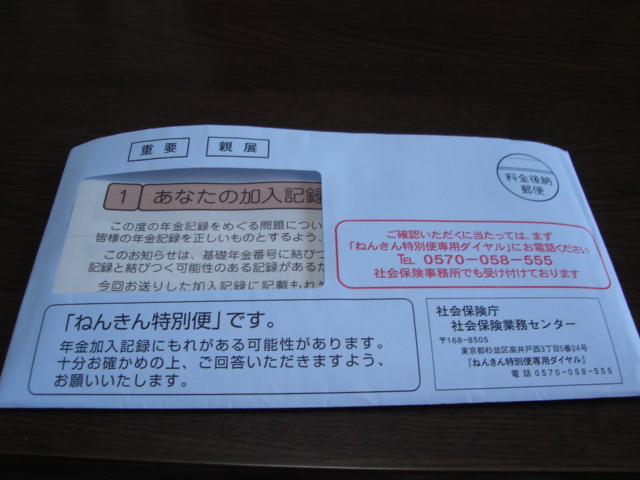 重要
親展
料金後納
郵便
1 あなたの加入記録
この度の年金記録をめぐる問題につい
皆様の年金記録を正しいものとするよう、
このお知らせは、基礎年金番号に結びつ
記録と結びつく可能性のある記録があるた
今回お送りした加入記録に記載もれや
ご確認いただくに当たっては、まず
「ねんきん特別便専用ダイヤル」にお電話ください
TEL 0570-058-555
社会保険事務所でも受け付けております
「ねんきん特別便」です。
年金加入記録にもれがある可能性があります。
十分お確かめの上、ご回答いただきますよう、
お願いいたします。
社会保険庁
社会保険業務センター
〒168-8505
東京都杉並区高井戸西3丁目5番24号
「ねんきん特別便専用ダイヤル」
電話 0570-058-555